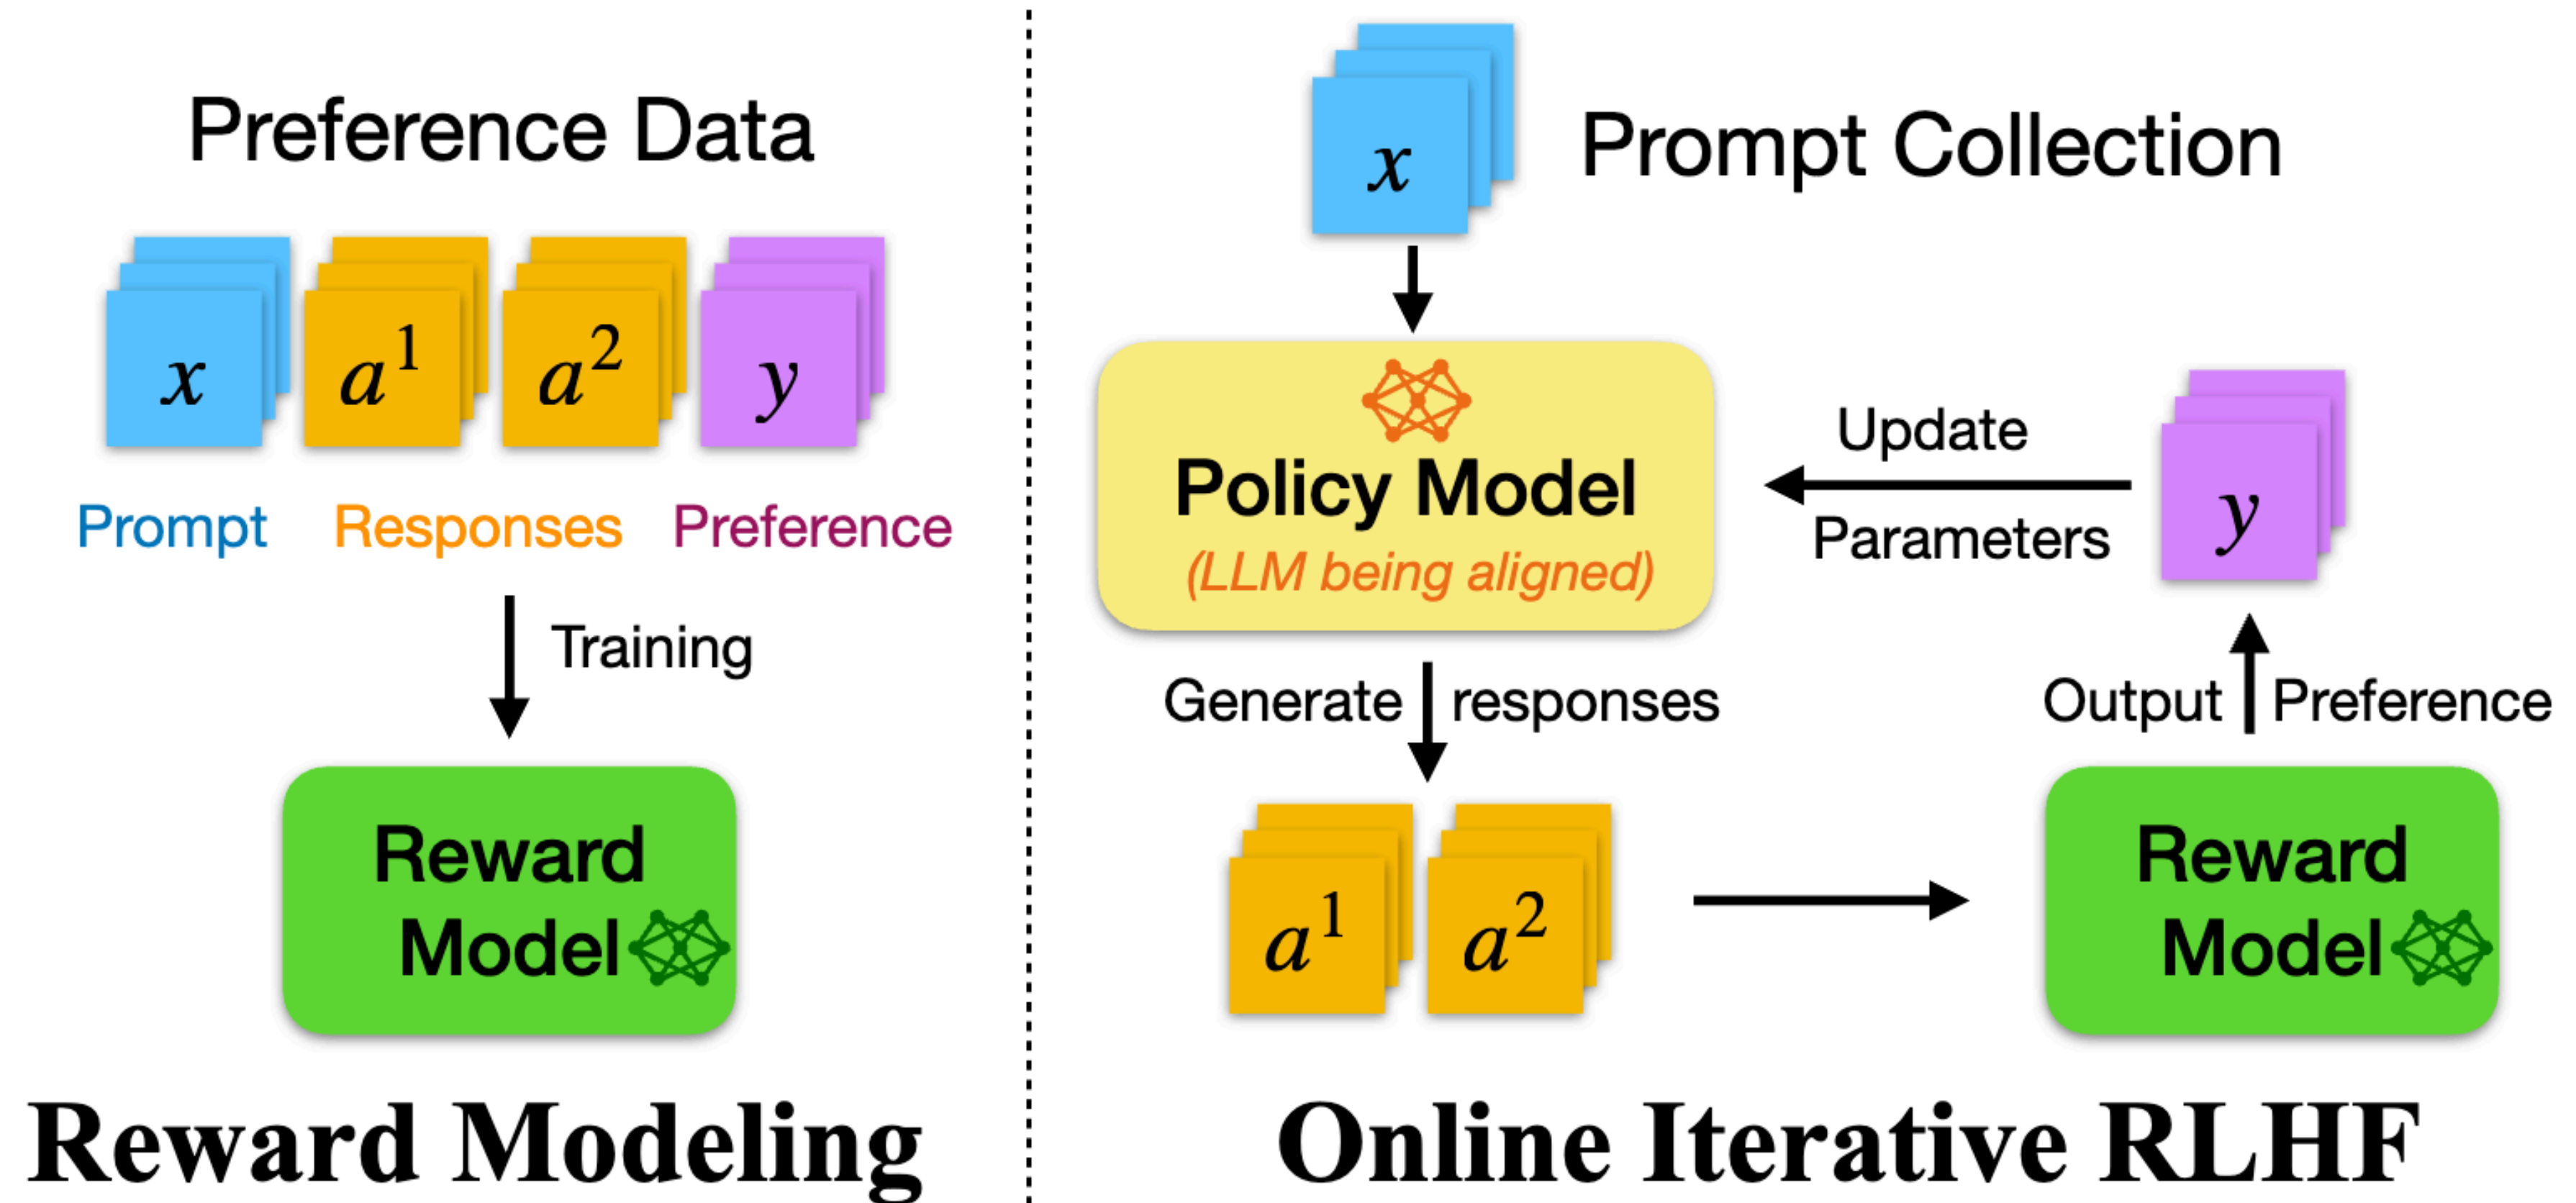 Preference Data
x
a¹
a²
y
Prompt
Responses
Preference
Training
Reward
Model
Reward Modeling
x
Prompt Collection
Policy Model
(LLM being aligned)
Update
Parameters
y
Generate responses
Output Preference
a¹
a²
Reward
Model
Online Iterative RLHF